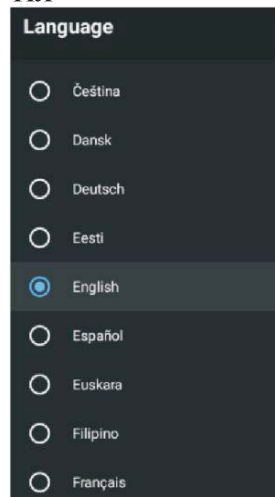 Language
Čeština
Dansk
Deutsch
Eesti
English
Español
Euskara
Filipino
Français